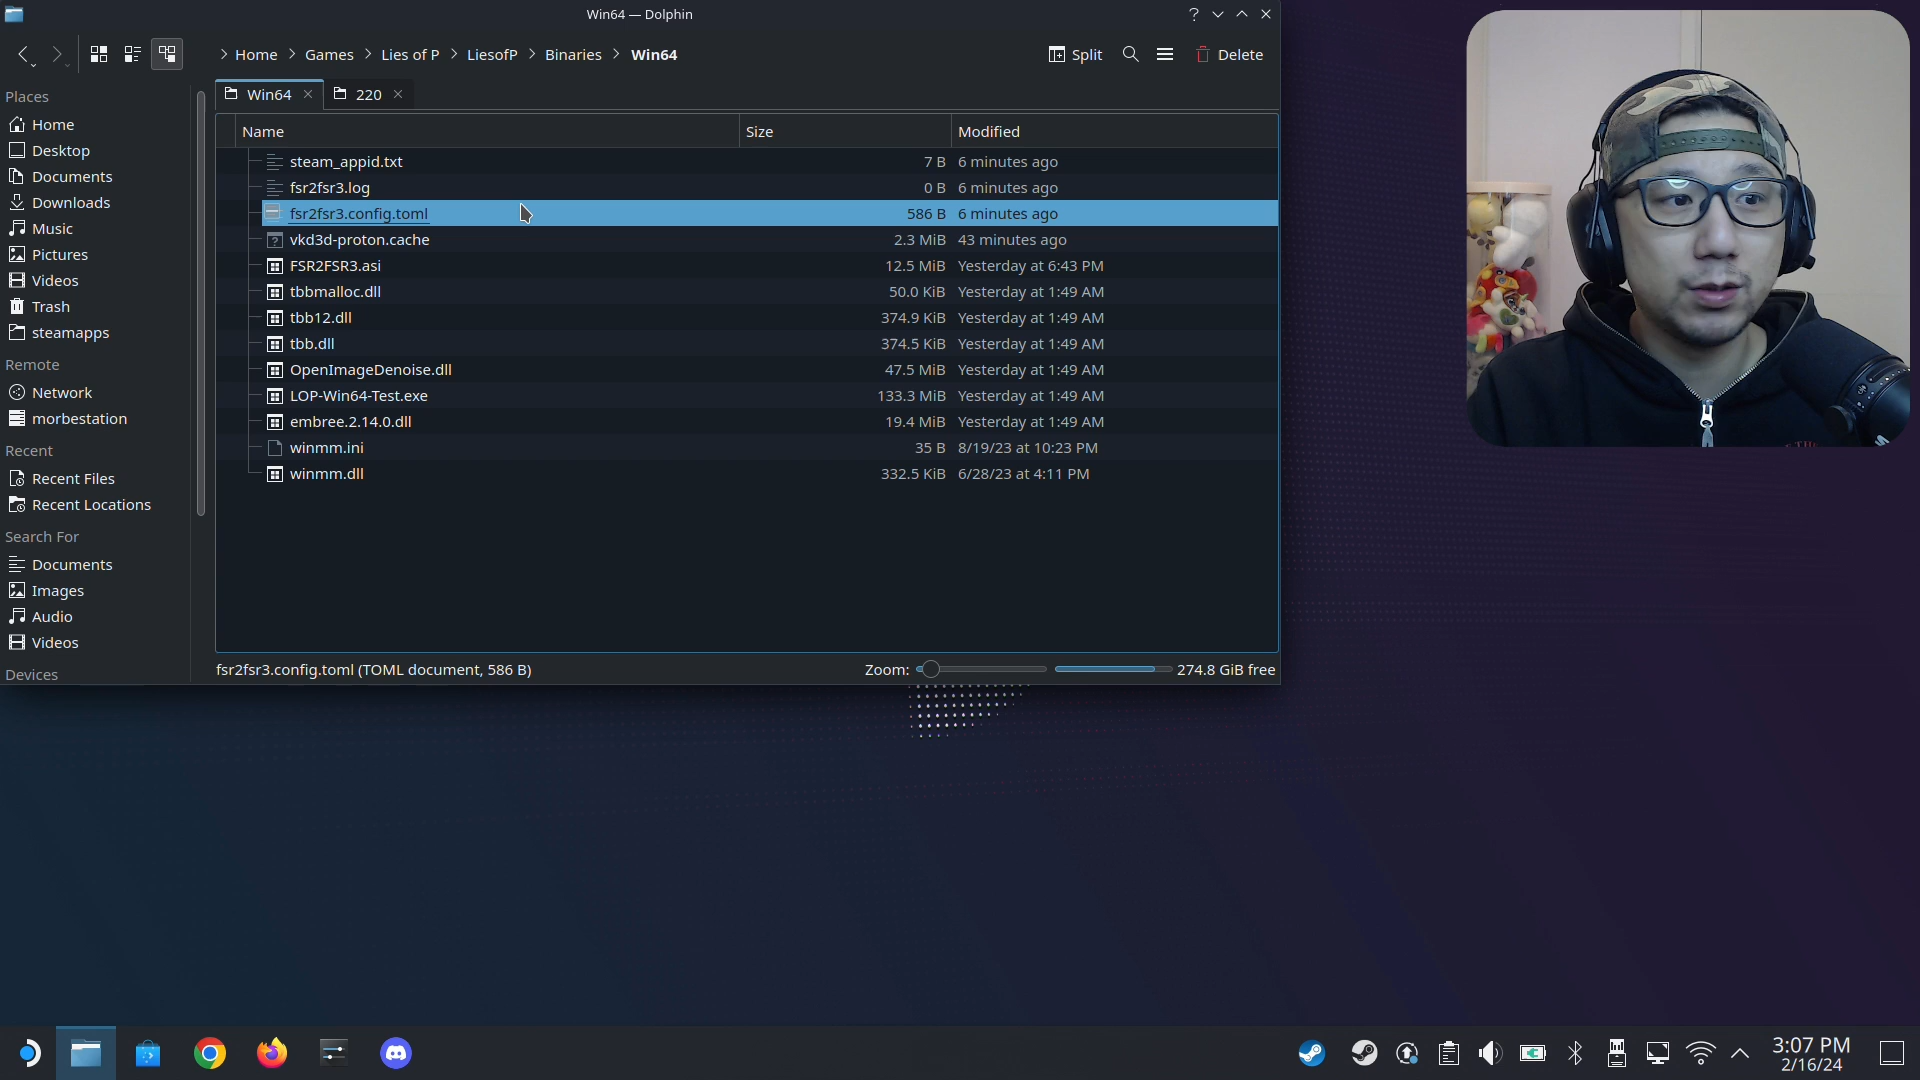 Win64 — Dolphin
Home > Games > Lies of P > LiesofP > Binaries > Win64
Split
Delete
Places
Home
Desktop
Documents
Downloads
Music
Pictures
Videos
Trash
steamapps
Remote
Network
morbestation
Recent
Recent Files
Recent Locations
Search For
Documents
Images
Audio
Videos
Devices
Win64
220
Name Size Modified
steam_appid.txt 7 B 6 minutes ago
fsr2fsr3.log 0 B 6 minutes ago
fsr2fsr3.config.toml 586 B 6 minutes ago
vkd3d-proton.cache 2.3 MiB 43 minutes ago
FSR2FSR3.asi 12.5 MiB Yesterday at 6:43 PM
tbbmalloc.dll 50.0 KiB Yesterday at 1:49 AM
tbb12.dll 374.9 KiB Yesterday at 1:49 AM
tbb.dll 374.5 KiB Yesterday at 1:49 AM
OpenImageDenoise.dll 47.5 MiB Yesterday at 1:49 AM
LOP-Win64-Test.exe 133.3 MiB Yesterday at 1:49 AM
embree.2.14.0.dll 19.4 MiB Yesterday at 1:49 AM
winmm.ini 35 B 8/19/23 at 10:23 PM
winmm.dll 332.5 KiB 6/28/23 at 4:11 PM
fsr2fsr3.config.toml (TOML document, 586 B)
Zoom:
274.8 GiB free
3:07 PM
2/16/24